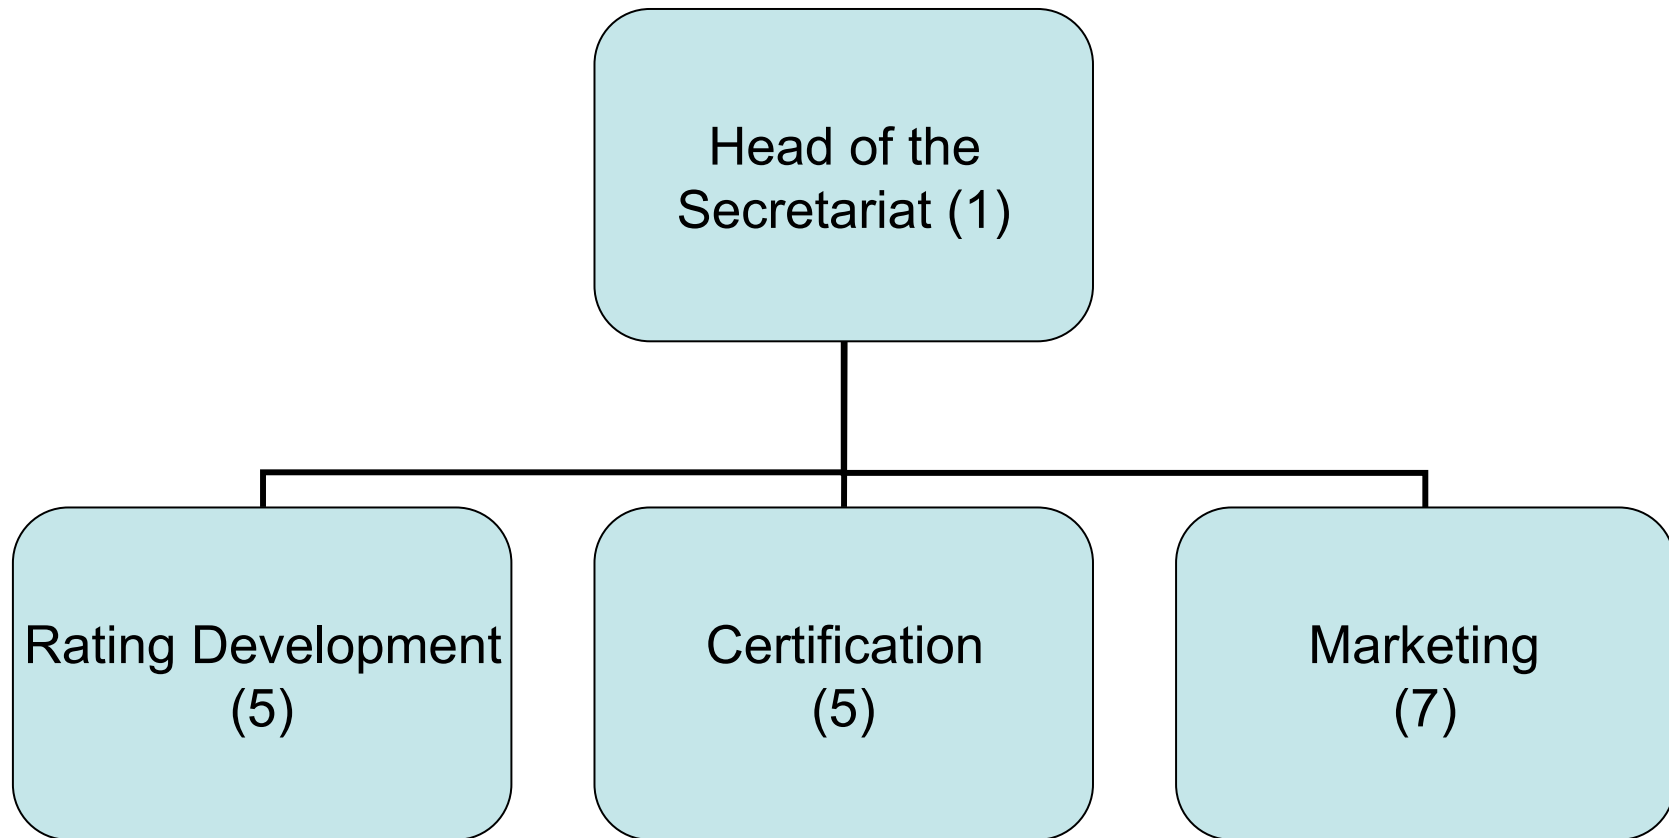 Head of the
Secretariat (1)
Rating Development
(5)
Certification
(5)
Marketing
(7)